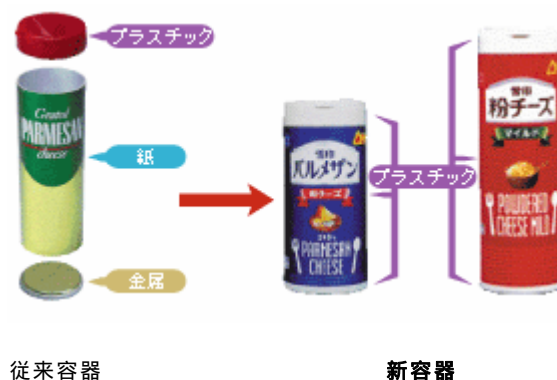 プラスチック
Grated
PARMESAN
cheese
紙
金属
雪印
パルメザン
粉チーズ
PARMESAN
CHEESE
プラスチック
雪印
粉チーズ
マイルド
POWDERED
CHEESE MILD
従来容器
新容器